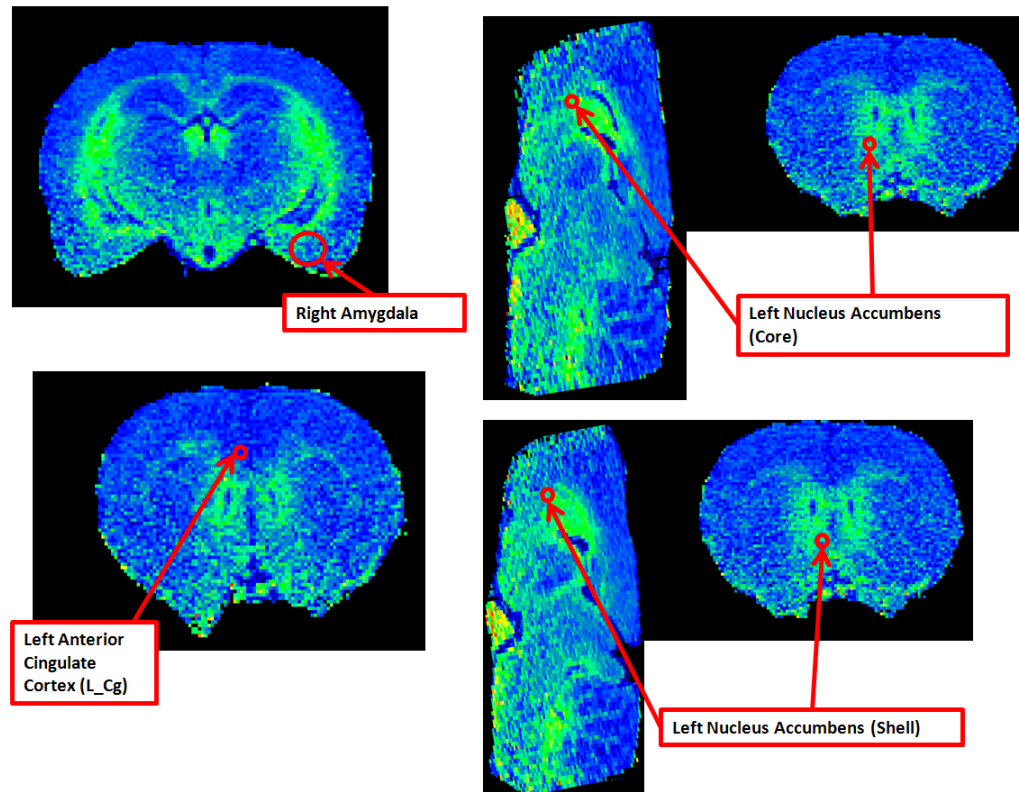 Right Amygdala
Left Nucleus Accumbens
(Core)
Left Anterior
Cingulate
Cortex (L_Cg)
Left Nucleus Accumbens (Shell)